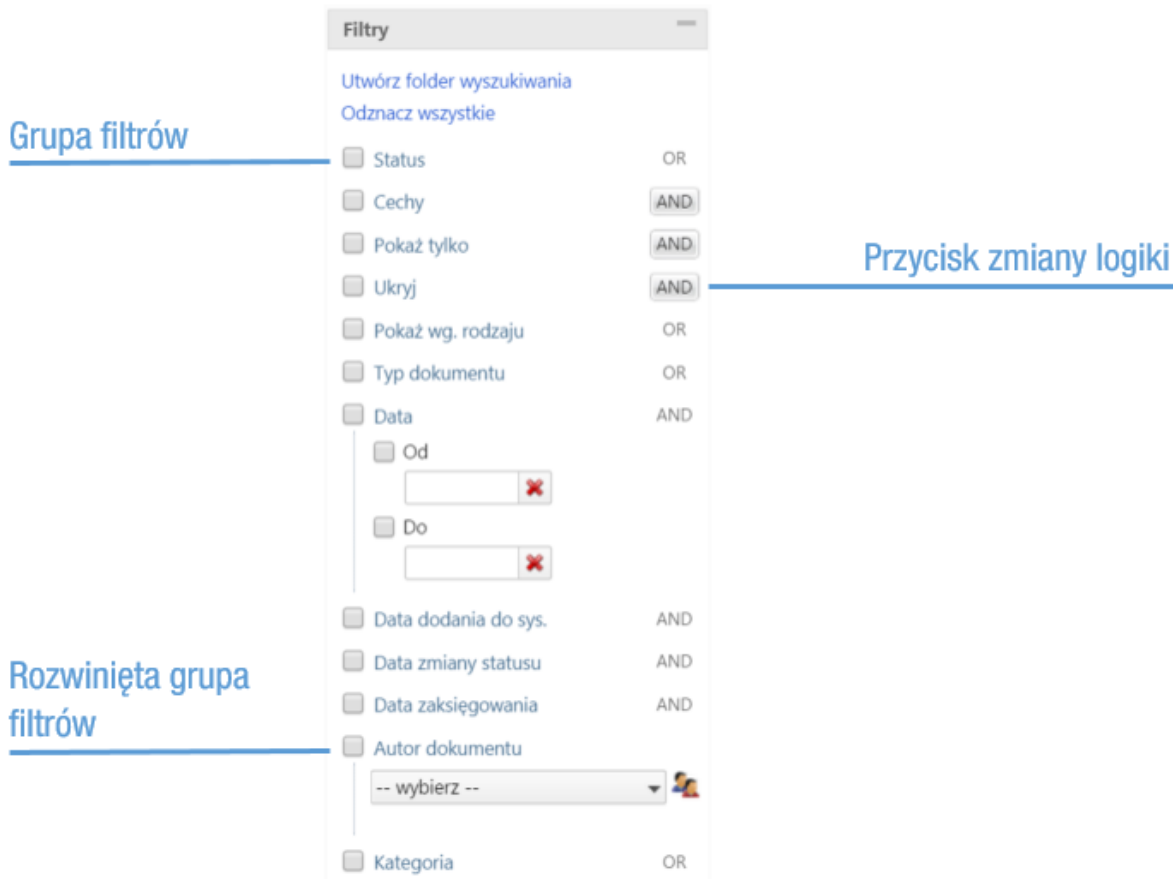 Filtry
Utwórz folder wyszukiwania
Odznacz wszystkie
Grupa filtrów
Status OR
Cechy AND
Pokaż tylko AND
Przycisk zmiany logiki
Ukryj AND
Pokaż wg. rodzaju OR
Typ dokumentu OR
Data AND
Od
Do
Data dodania do sys. AND
Data zmiany statusu AND
Rozwinięta grupa
filtrów
Data zaksięgowania AND
Autor dokumentu
-- wybierz --
Kategoria OR